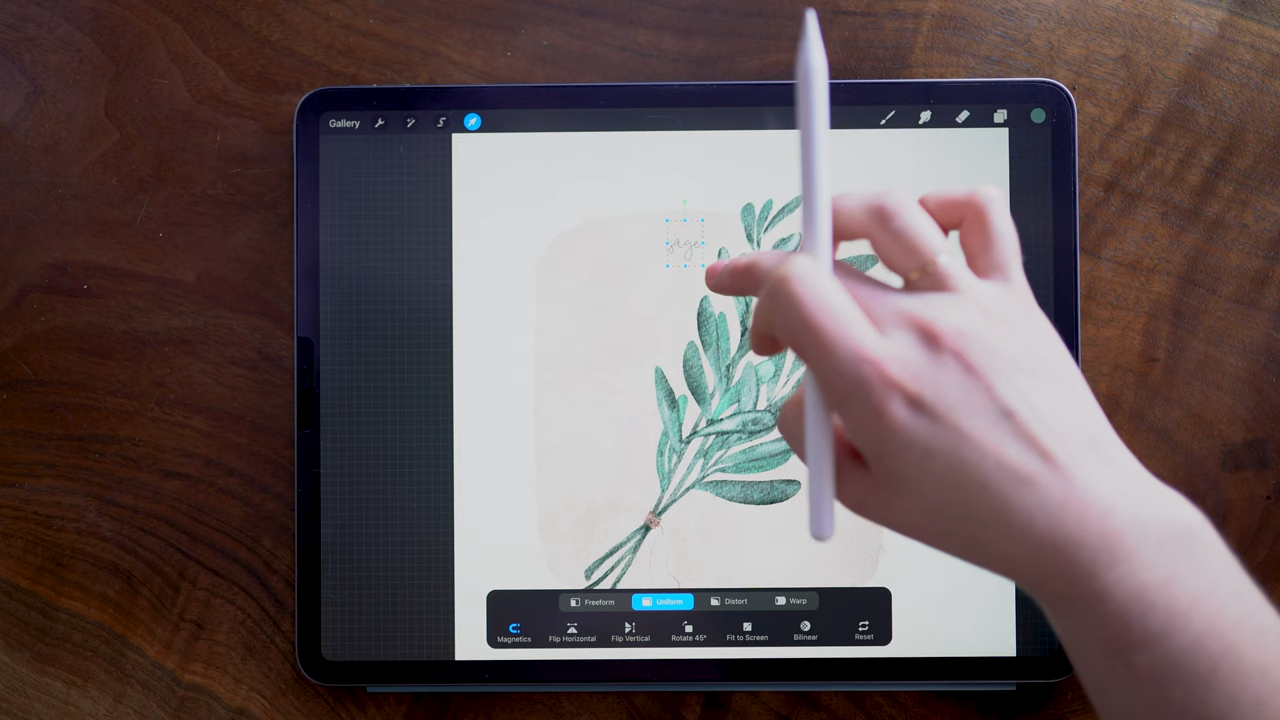 Gallery
sage
Freeform Uniform Distort Warp
Magnetics Flip Horizontal Flip Vertical Rotate 45° Fit to Screen Bilinear Reset